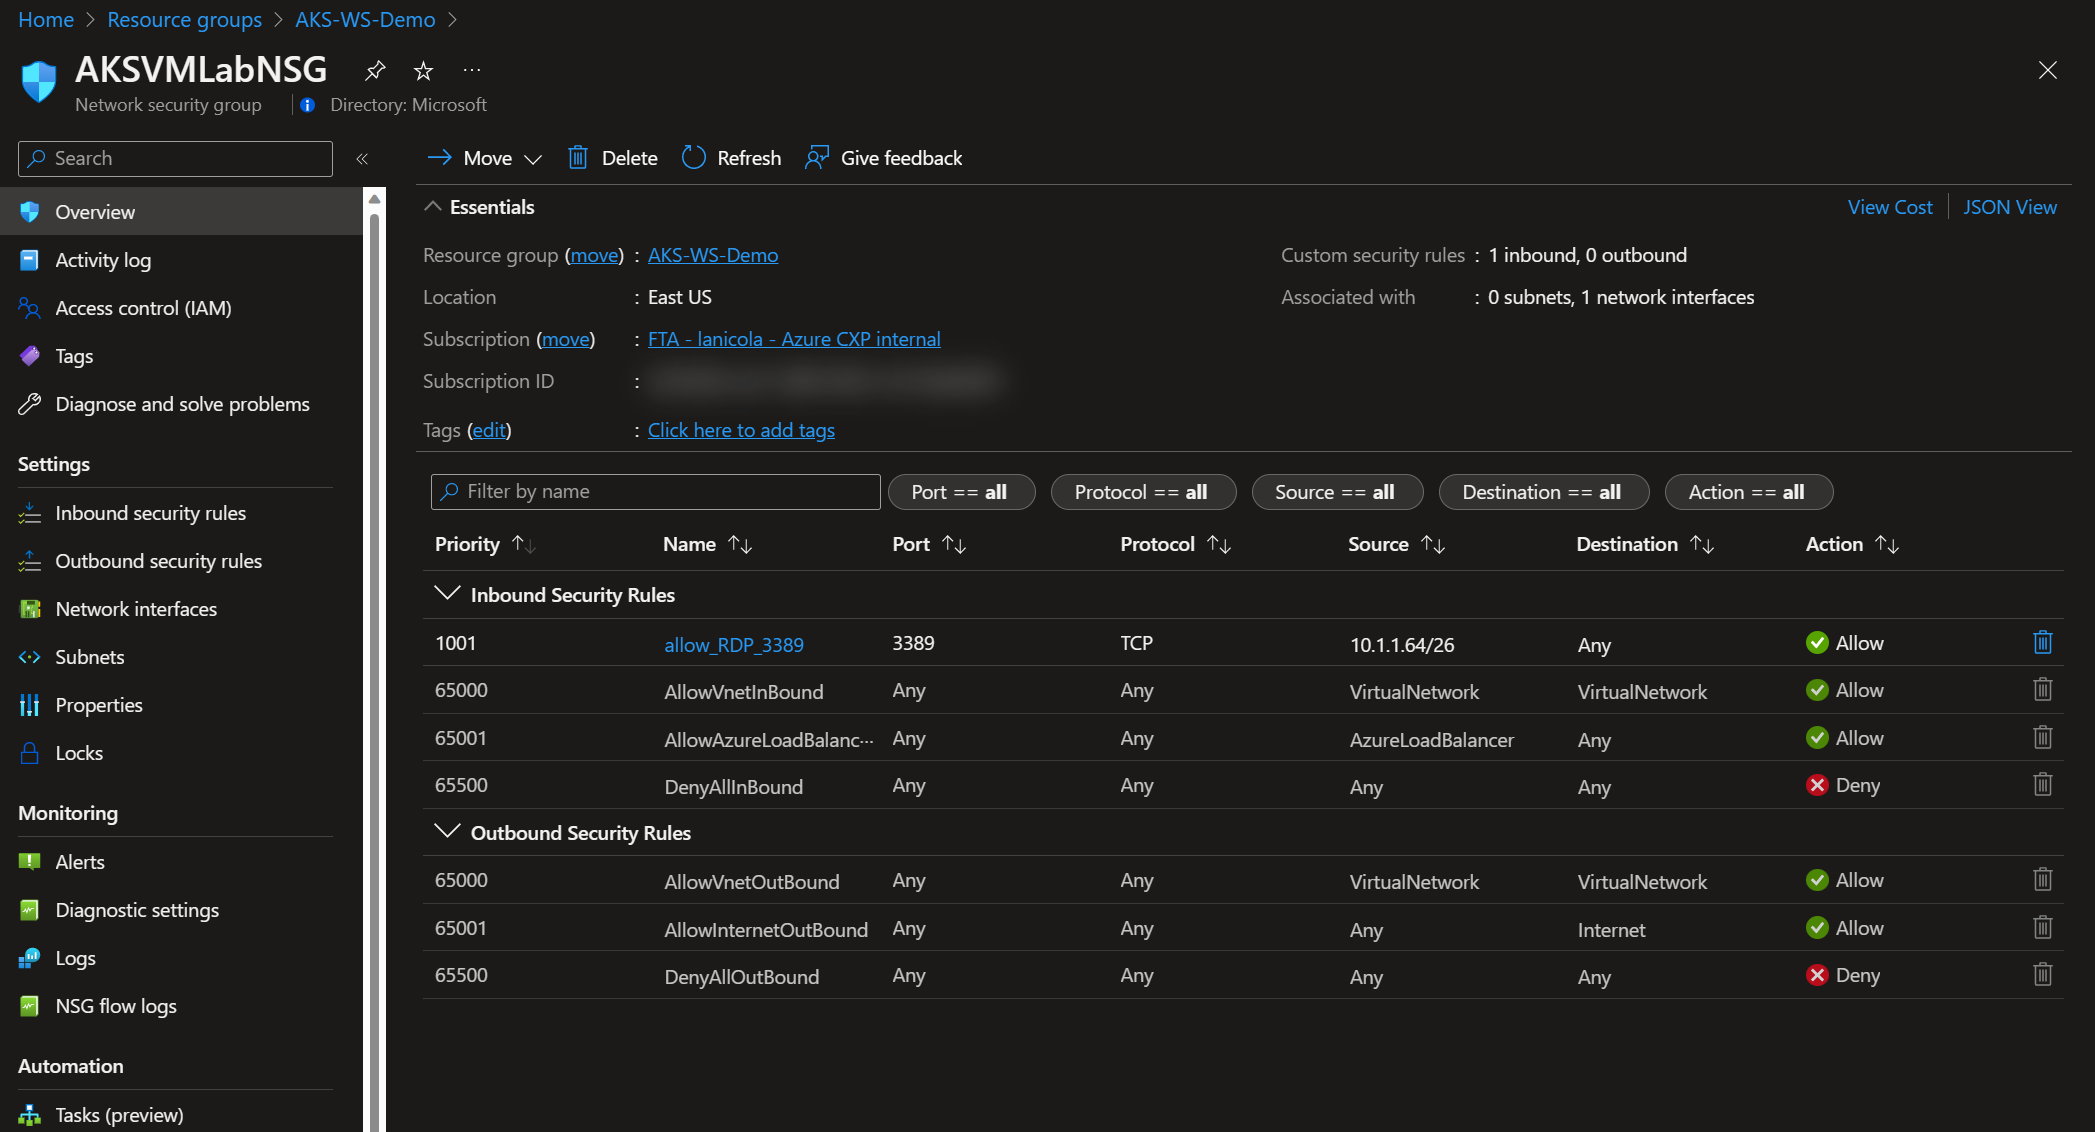 Home > Resource groups > AKS-WS-Demo >
AKSVMLabNSG ...
Network security group | Directory: Microsoft
Search «
Overview
Activity log
Access control (IAM)
Tags
Diagnose and solve problems
Settings
Inbound security rules
Outbound security rules
Network interfaces
Subnets
Properties
Locks
Monitoring
Alerts
Diagnostic settings
Logs
NSG flow logs
Automation
Tasks (preview)
Move Delete Refresh Give feedback
Essentials View Cost | JSON View
Resource group (move) : AKS-WS-Demo
Location : East US
Subscription (move) : FTA - lanicola - Azure CXP internal
Subscription ID :
Tags (edit) : Click here to add tags
Custom security rules : 1 inbound, 0 outbound
Associated with : 0 subnets, 1 network interfaces
Filter by name Port == all Protocol == all Source == all Destination == all Action == all
Priority ↑↓ Name ↑↓ Port ↑↓ Protocol ↑↓ Source ↑↓ Destination ↑↓ Action ↑↓
Inbound Security Rules
1001 allow_RDP_3389 3389 TCP 10.1.1.64/26 Any Allow
65000 AllowVnetInBound Any Any VirtualNetwork VirtualNetwork Allow
65001 AllowAzureLoadBalanc... Any Any AzureLoadBalancer Any Allow
65500 DenyAllInBound Any Any Any Any Deny
Outbound Security Rules
65000 AllowVnetOutBound Any Any VirtualNetwork VirtualNetwork Allow
65001 AllowInternetOutBound Any Any Any Internet Allow
65500 DenyAllOutBound Any Any Any Any Deny